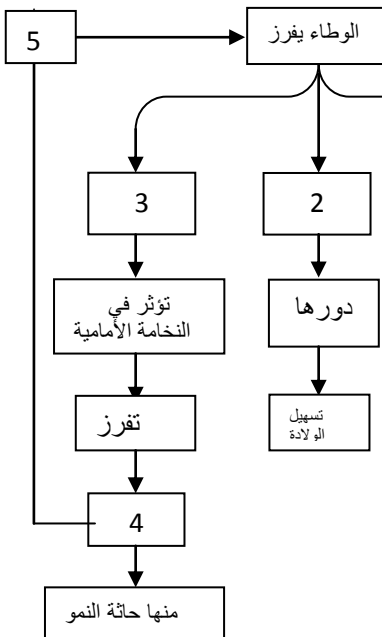 5
الوطاء يفرز
3
2
تؤثر في
النخامة الأمامية
دورها
تفرز
تسهيل
الولادة
4
منها حاثة النمو